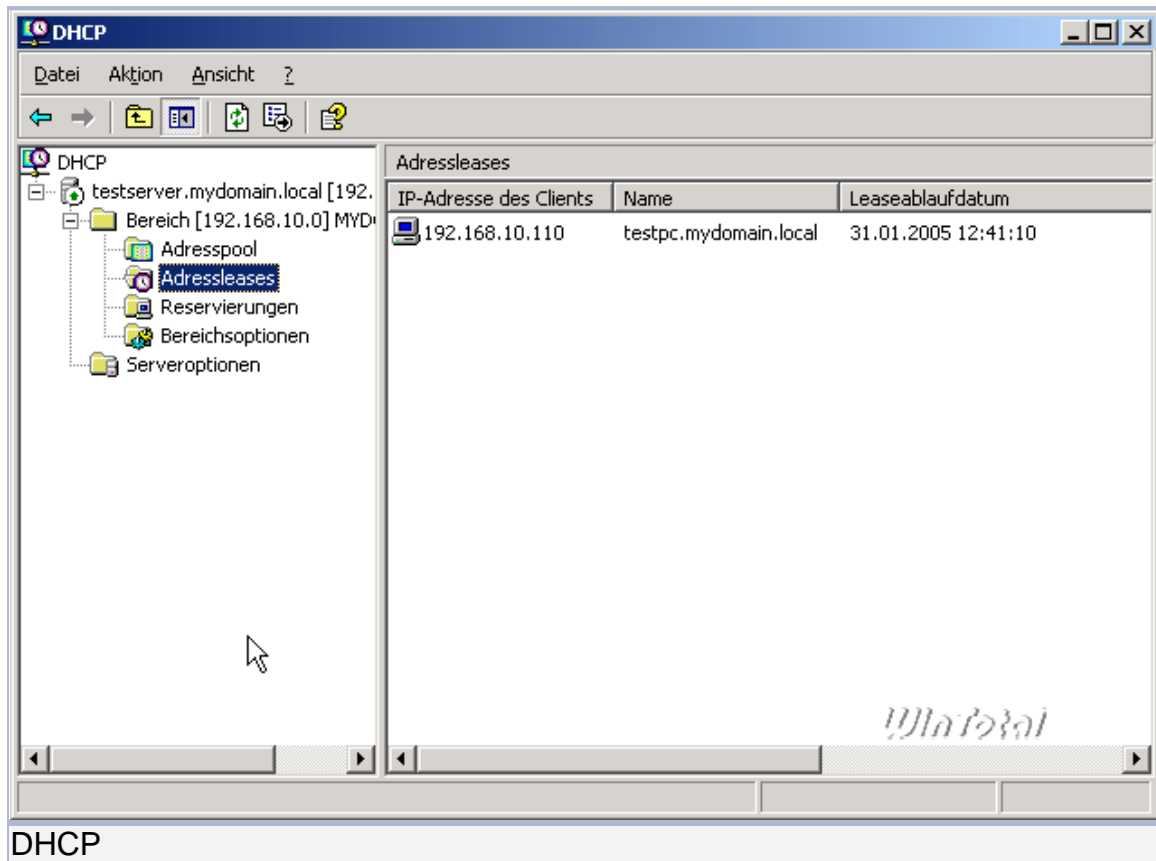 DHCP
Datei Aktion Ansicht ?
DHCP
testserver.mydomain.local [192.
Bereich [192.168.10.0] MYD
Adresspool
Adressleases
Reservierungen
Bereichsoptionen
Serveroptionen
Adressleases
IP-Adresse des Clients Name Leaseablaufdatum
192.168.10.110 testpc.mydomain.local 31.01.2005 12:41:10
WinTotal
DHCP